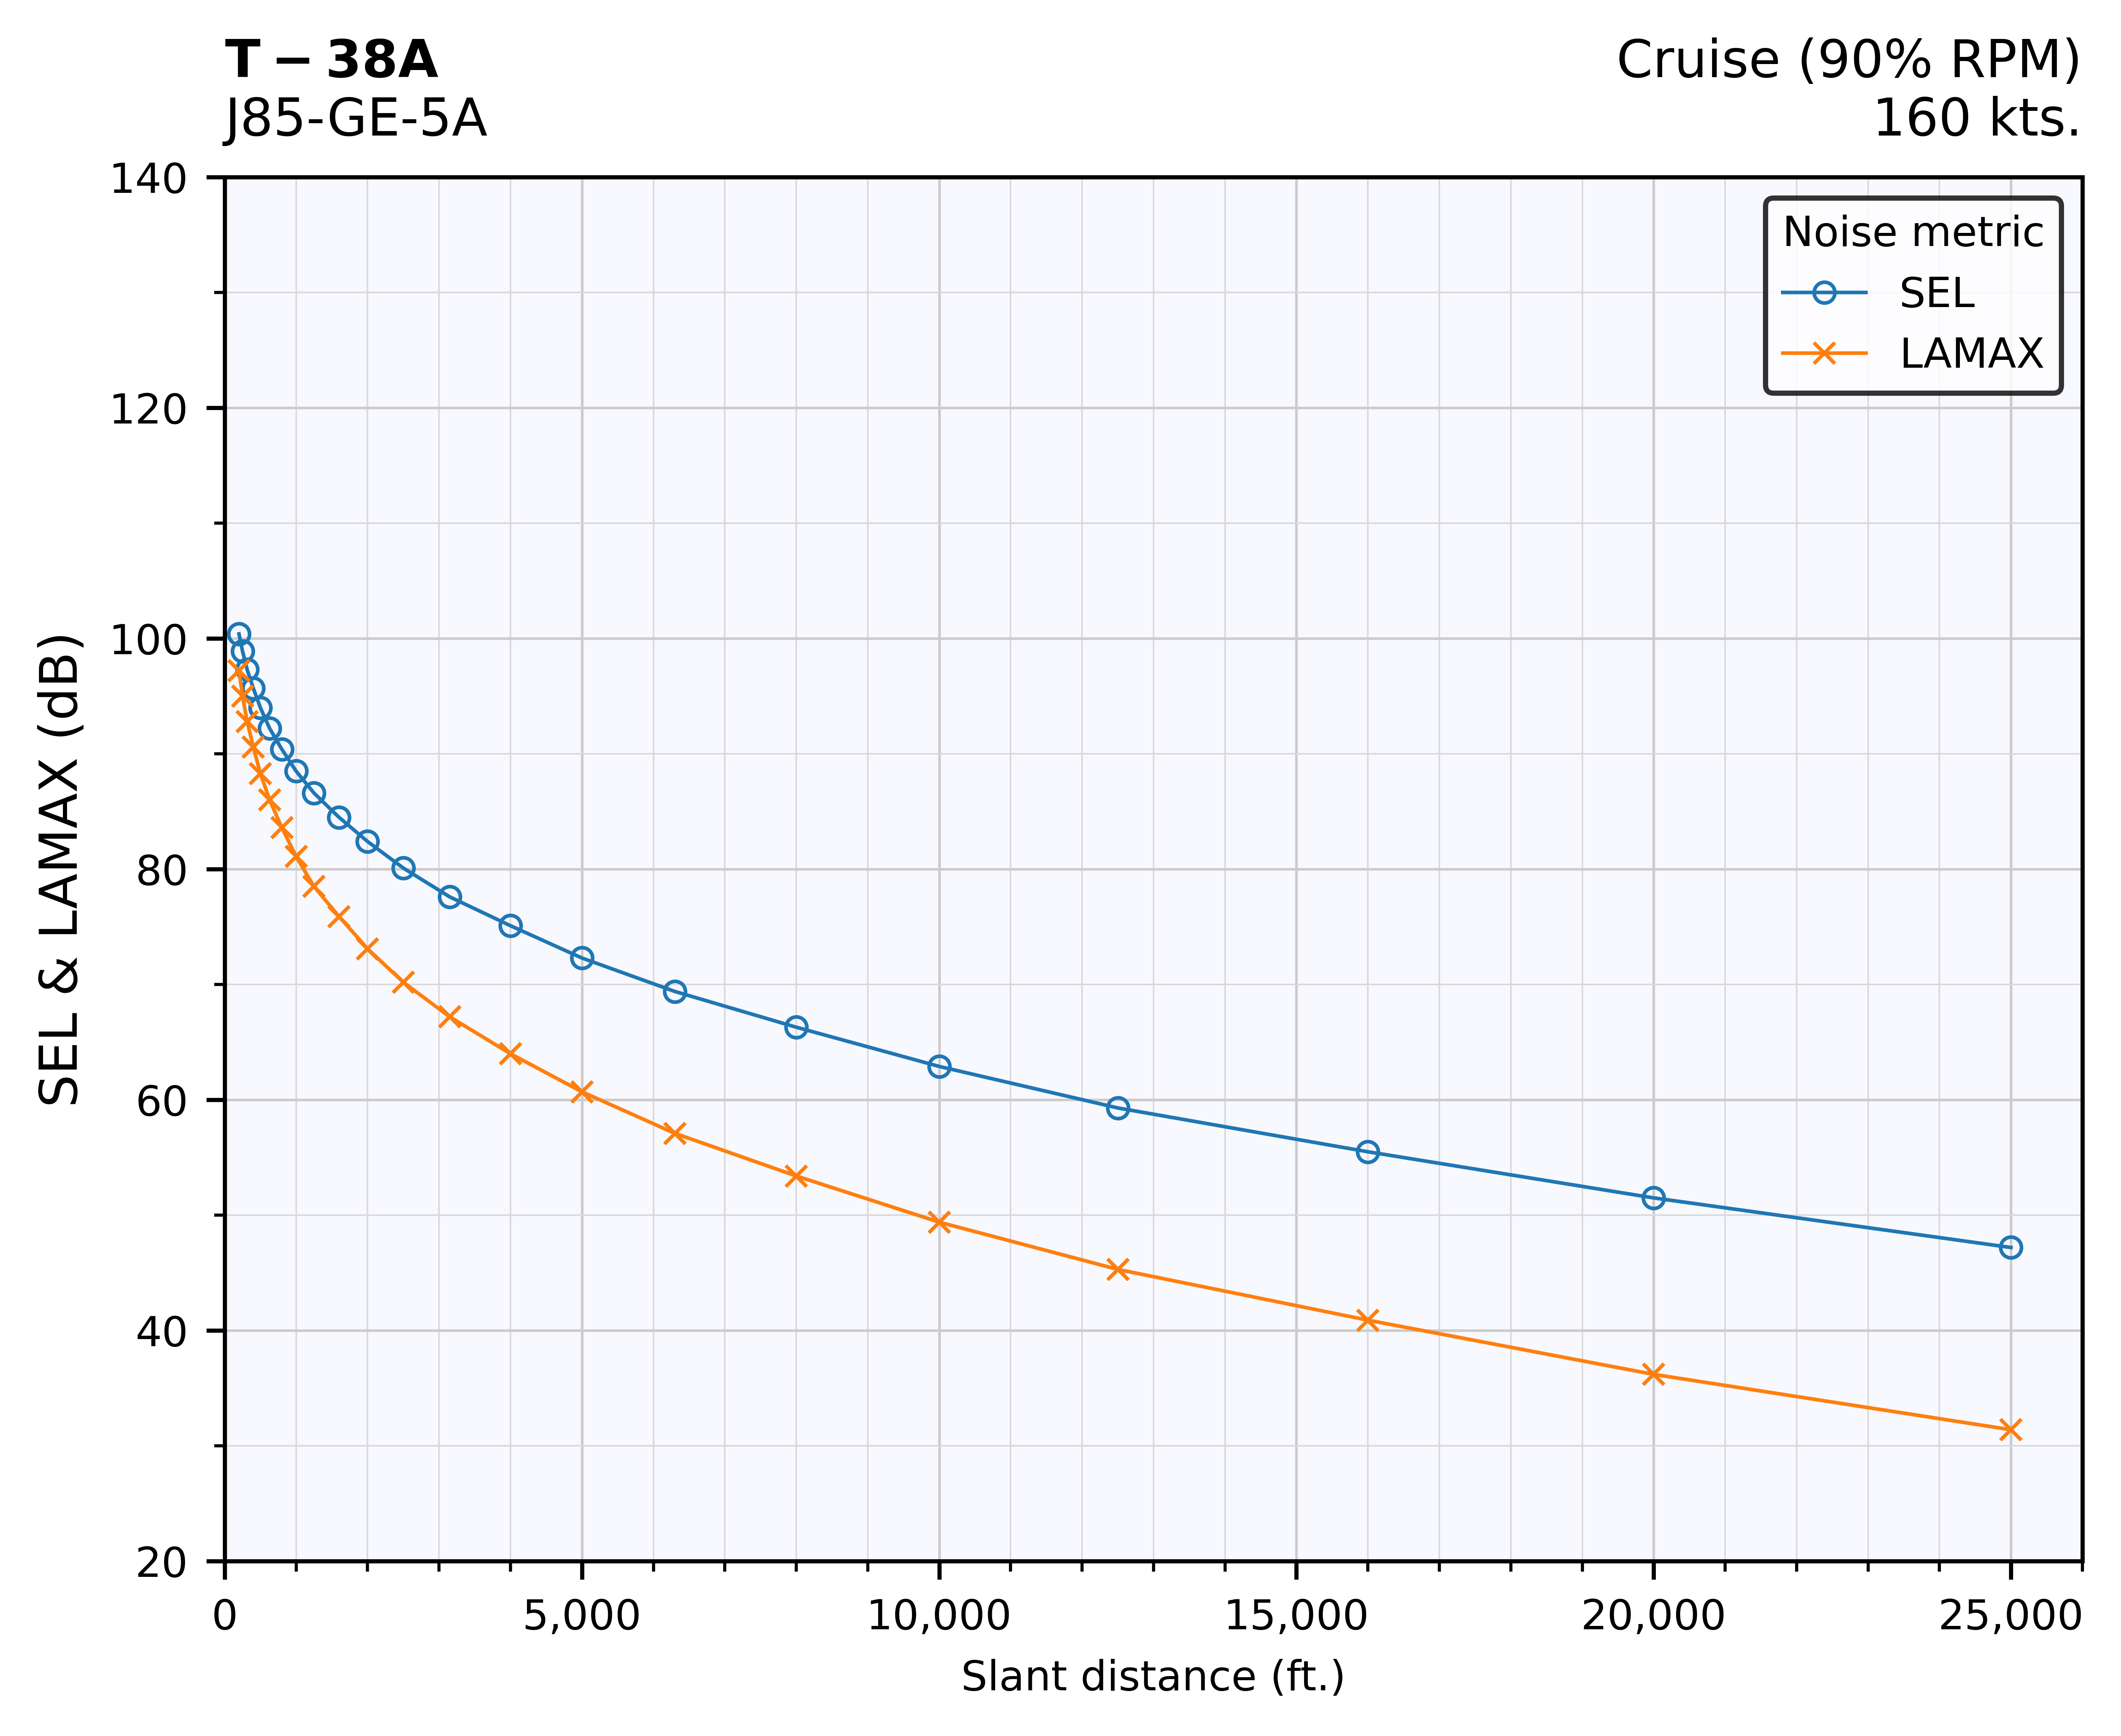 T − 38A
J85-GE-5A
Cruise (90% RPM)
160 kts.
140
120
100
80
60
40
20
SEL & LAMAX (dB)
Noise metric
SEL
LAMAX
0 5,000 10,000 15,000 20,000 25,000
Slant distance (ft.)